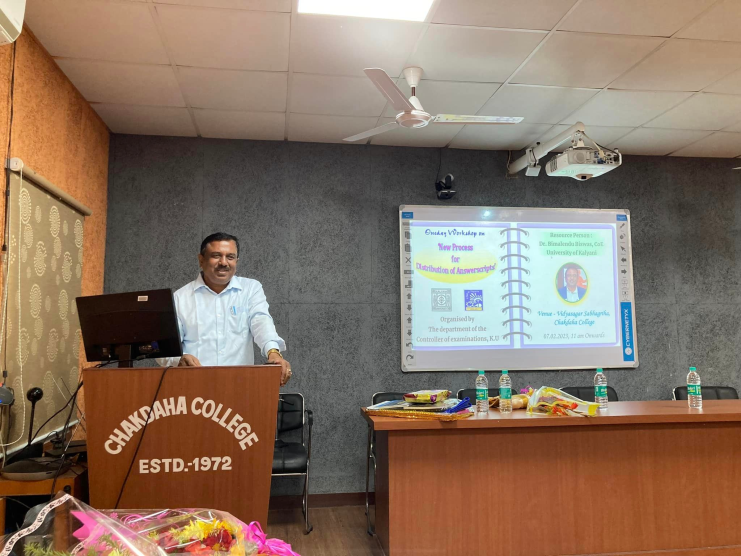 Oneday Workshop on
'New Process
for
Distribution of Answerscripts'
Organised by
The department of the
Controller of examinations, K.U
Resource Person :
Dr. Bimalendu Biswas, CoE
University of Kalyani
Venue - Vidyasagar Sabhagriha,
Chakdaha College
07.02.2025, 11 am Onwards
CYBERNETYX
CHAKDAHA COLLEGE
ESTD.-1972